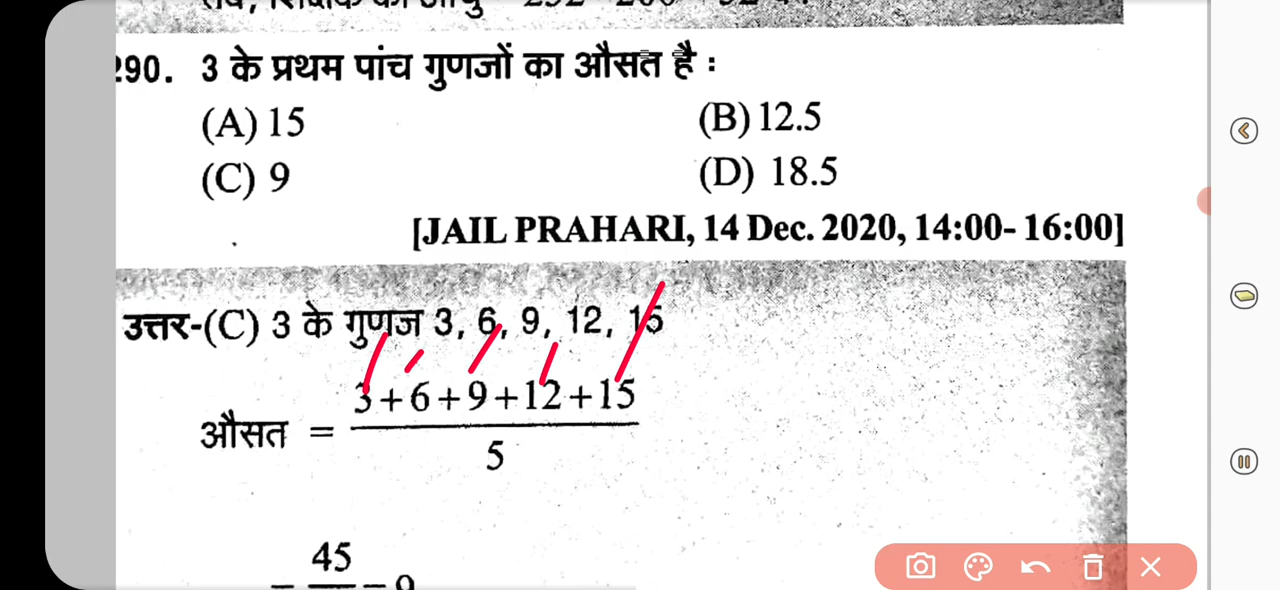 290. 3 के प्रथम पांच गुणजों का औसत है :
(A) 15 (B) 12.5
(C) 9 (D) 18.5
[JAIL PRAHARI, 14 Dec. 2020, 14:00- 16:00]
उत्तर-(C) 3 के गुणज 3, 6, 9, 12, 15
औसत = 3+6+9+12+15
5
45
= 9